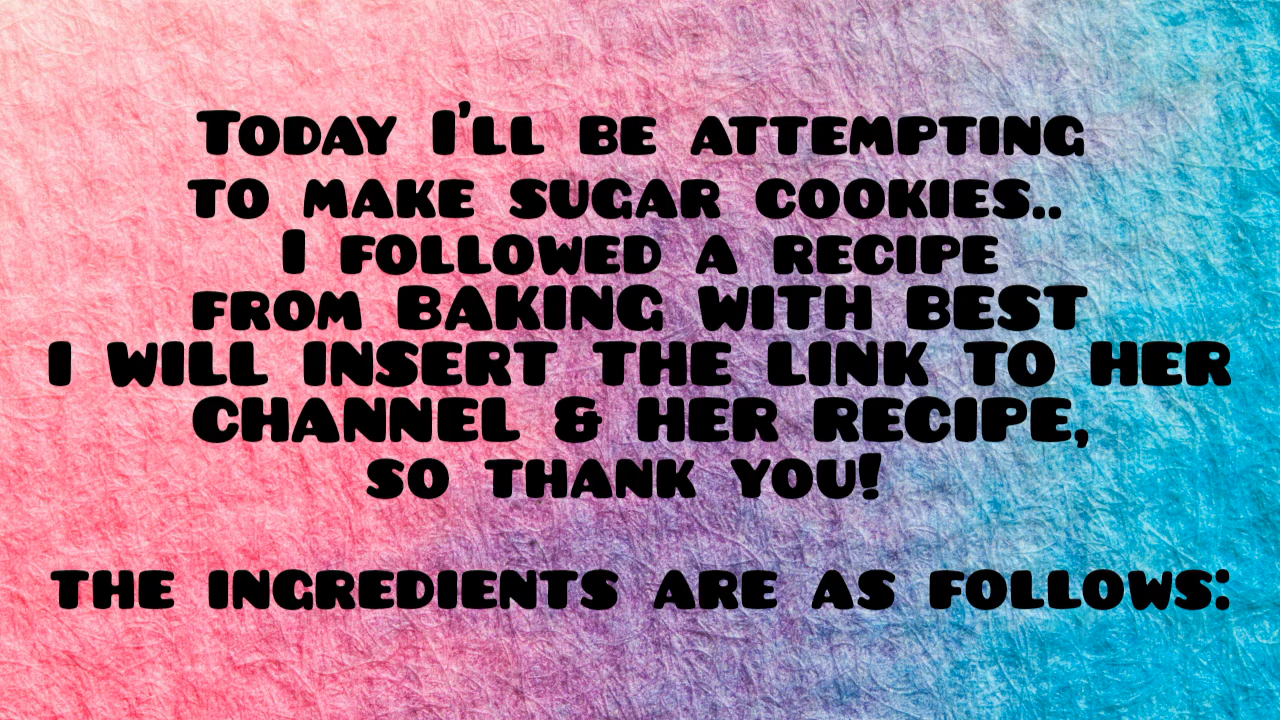 Today I'll be attempting
to make sugar cookies..
I followed a recipe
from BAKING WITH BEST
I WILL INSERT THE LINK TO HER
CHANNEL & HER RECIPE,
so thank you!
the ingredients are as follows: